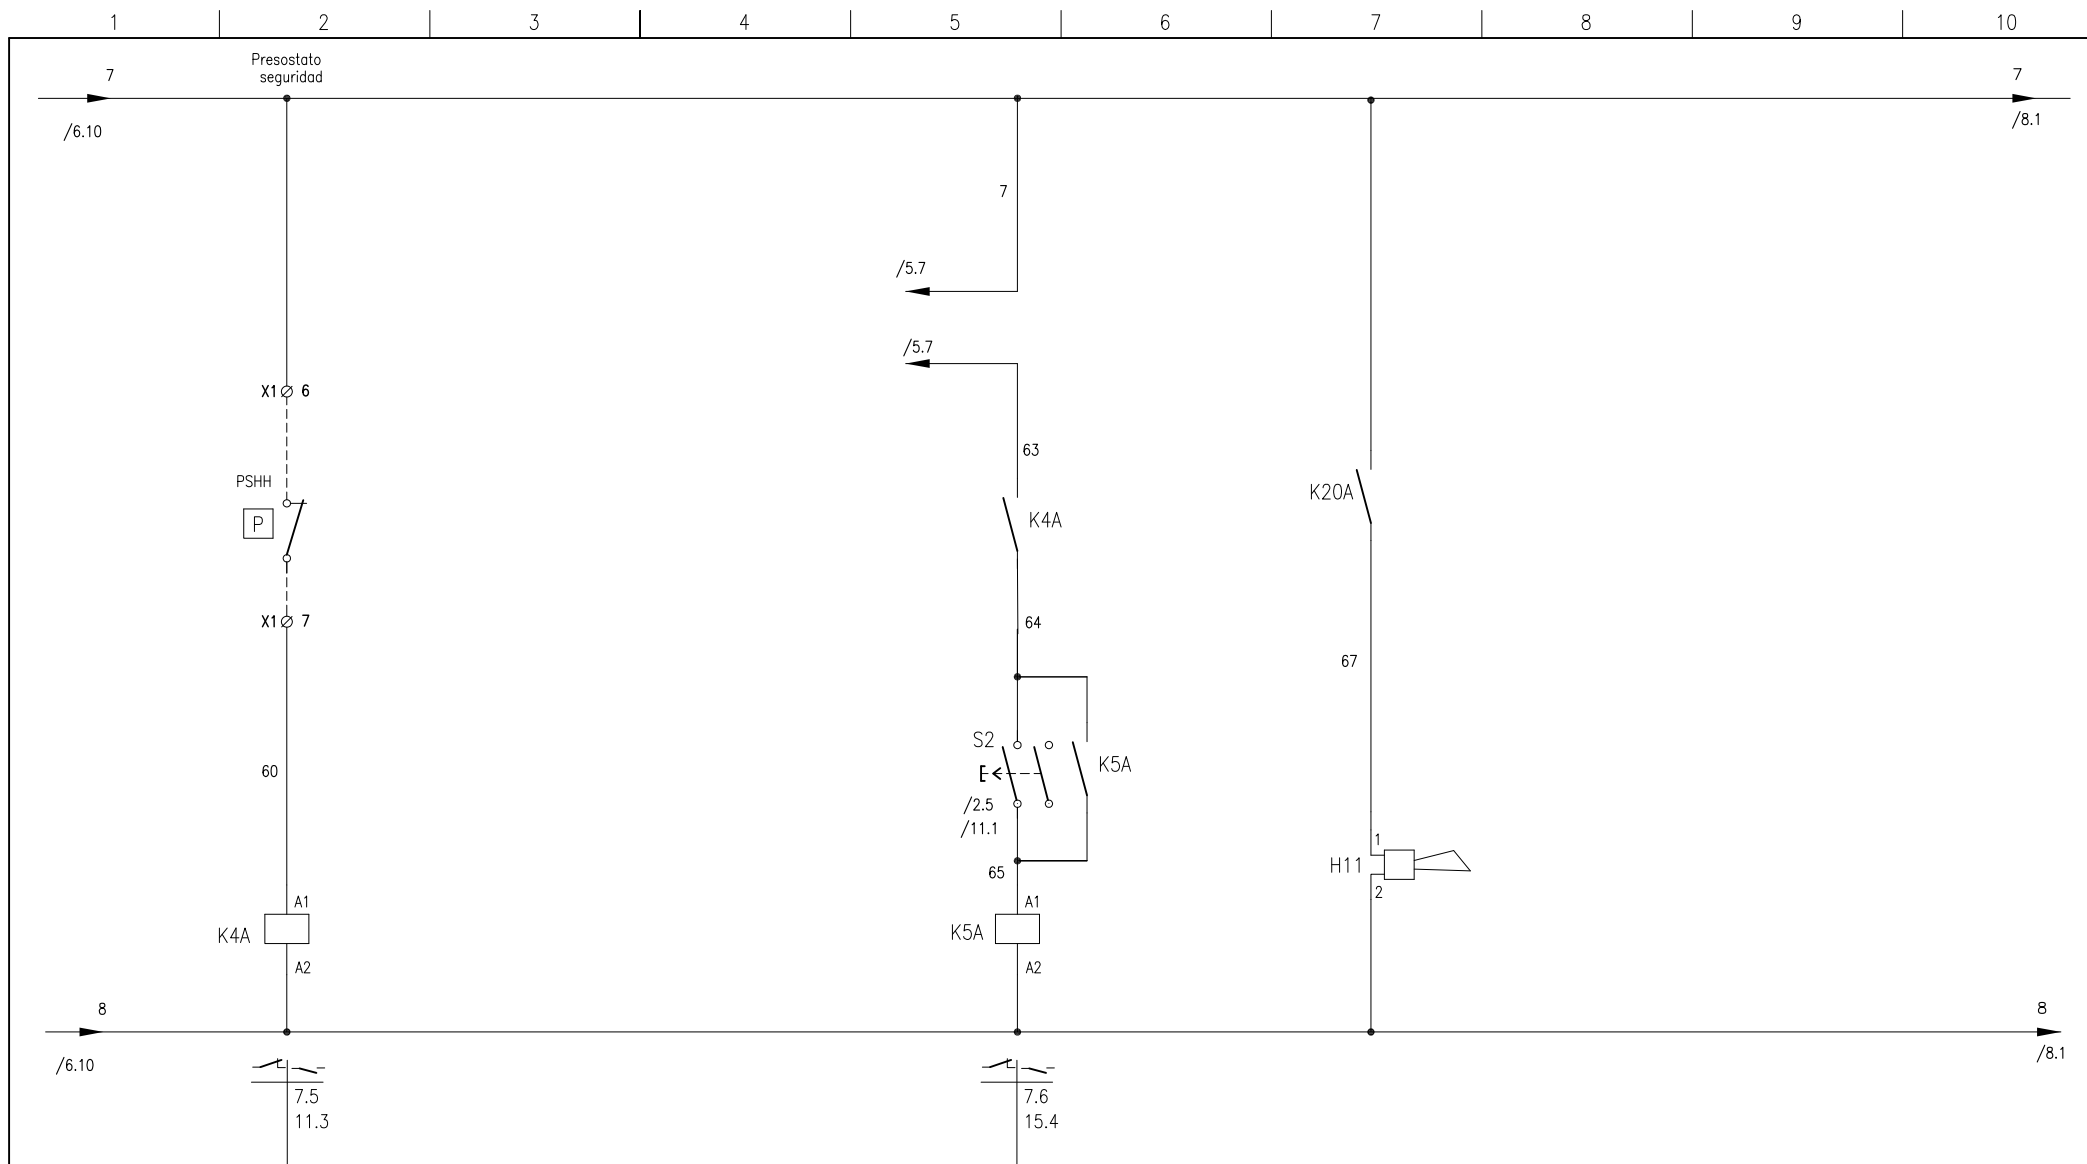 1 2 3 4 5 6 7 8 9 10
Presostato
seguridad
7
7
/6.10
/8.1
7
/5.7
/5.7
X1 6
63
PSHH
P
K4A
K20A
X1 7
64
67
S2
K5A
60
/2.5
/11.1
1
H11
65
2
A1
A1
K4A
K5A
A2
A2
8
8
/6.10
/8.1
7.5
7.6
11.3
15.4